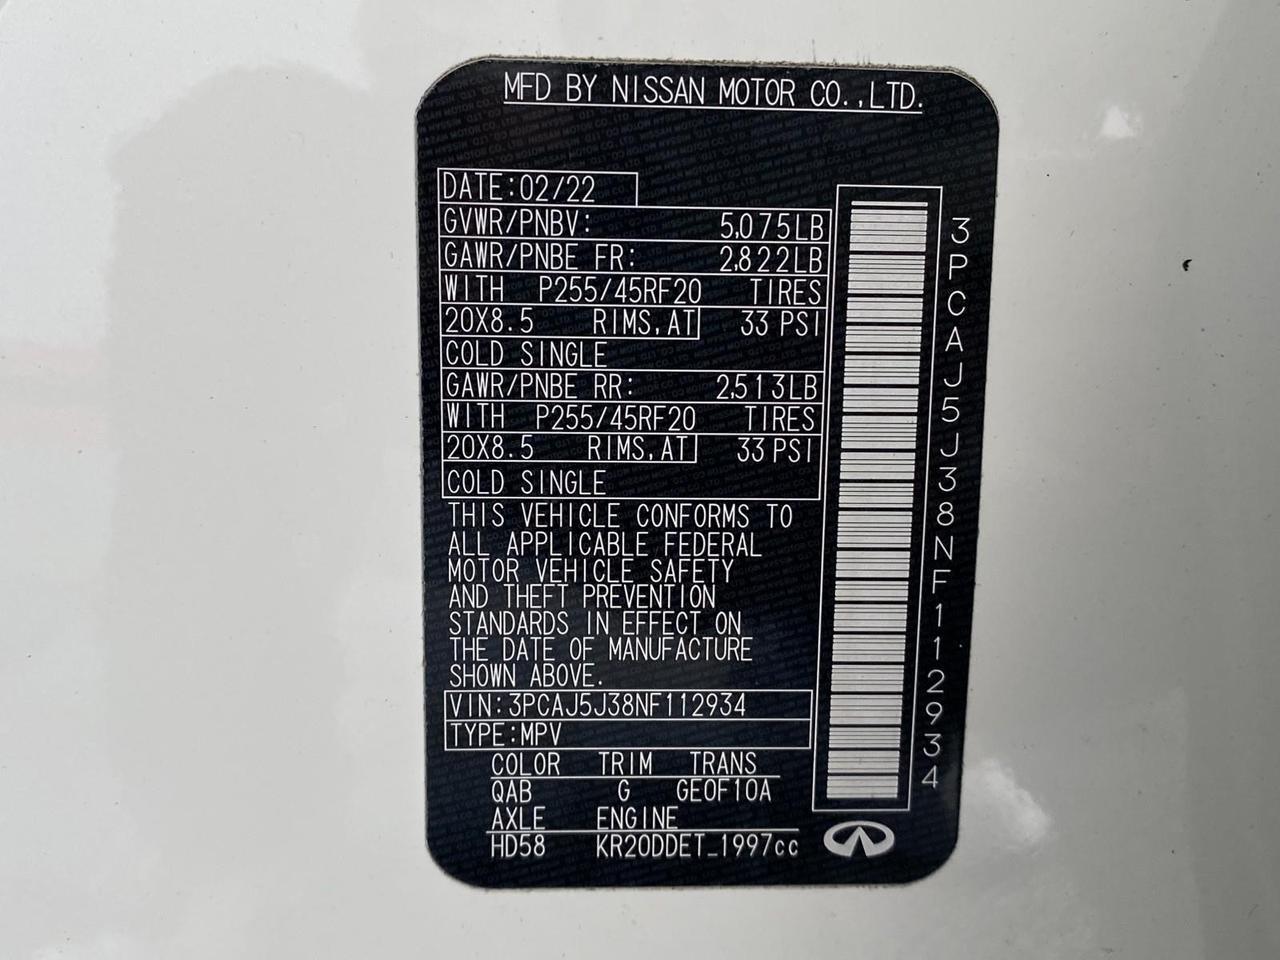 MFD BY NISSAN MOTOR CO.,LTD.
DATE:02/22
GVWR/PNBV: 5,075LB
GAWR/PNBE FR: 2,822LB
WITH P255/45RF20 TIRES
20X8.5 RIMS,AT 33 PSI
COLD SINGLE
GAWR/PNBE RR: 2,513LB
WITH P255/45RF20 TIRES
20X8.5 RIMS,AT 33 PSI
COLD SINGLE
THIS VEHICLE CONFORMS TO
ALL APPLICABLE FEDERAL
MOTOR VEHICLE SAFETY
AND THEFT PREVENTION
STANDARDS IN EFFECT ON
THE DATE OF MANUFACTURE
SHOWN ABOVE.
VIN:3PCAJ5J38NF112934
TYPE:MPV
COLOR TRIM TRANS
QAB G GE0F10A
AXLE ENGINE
HD58 KR20DDET_1997cc
3PCAJ5J38NF112934